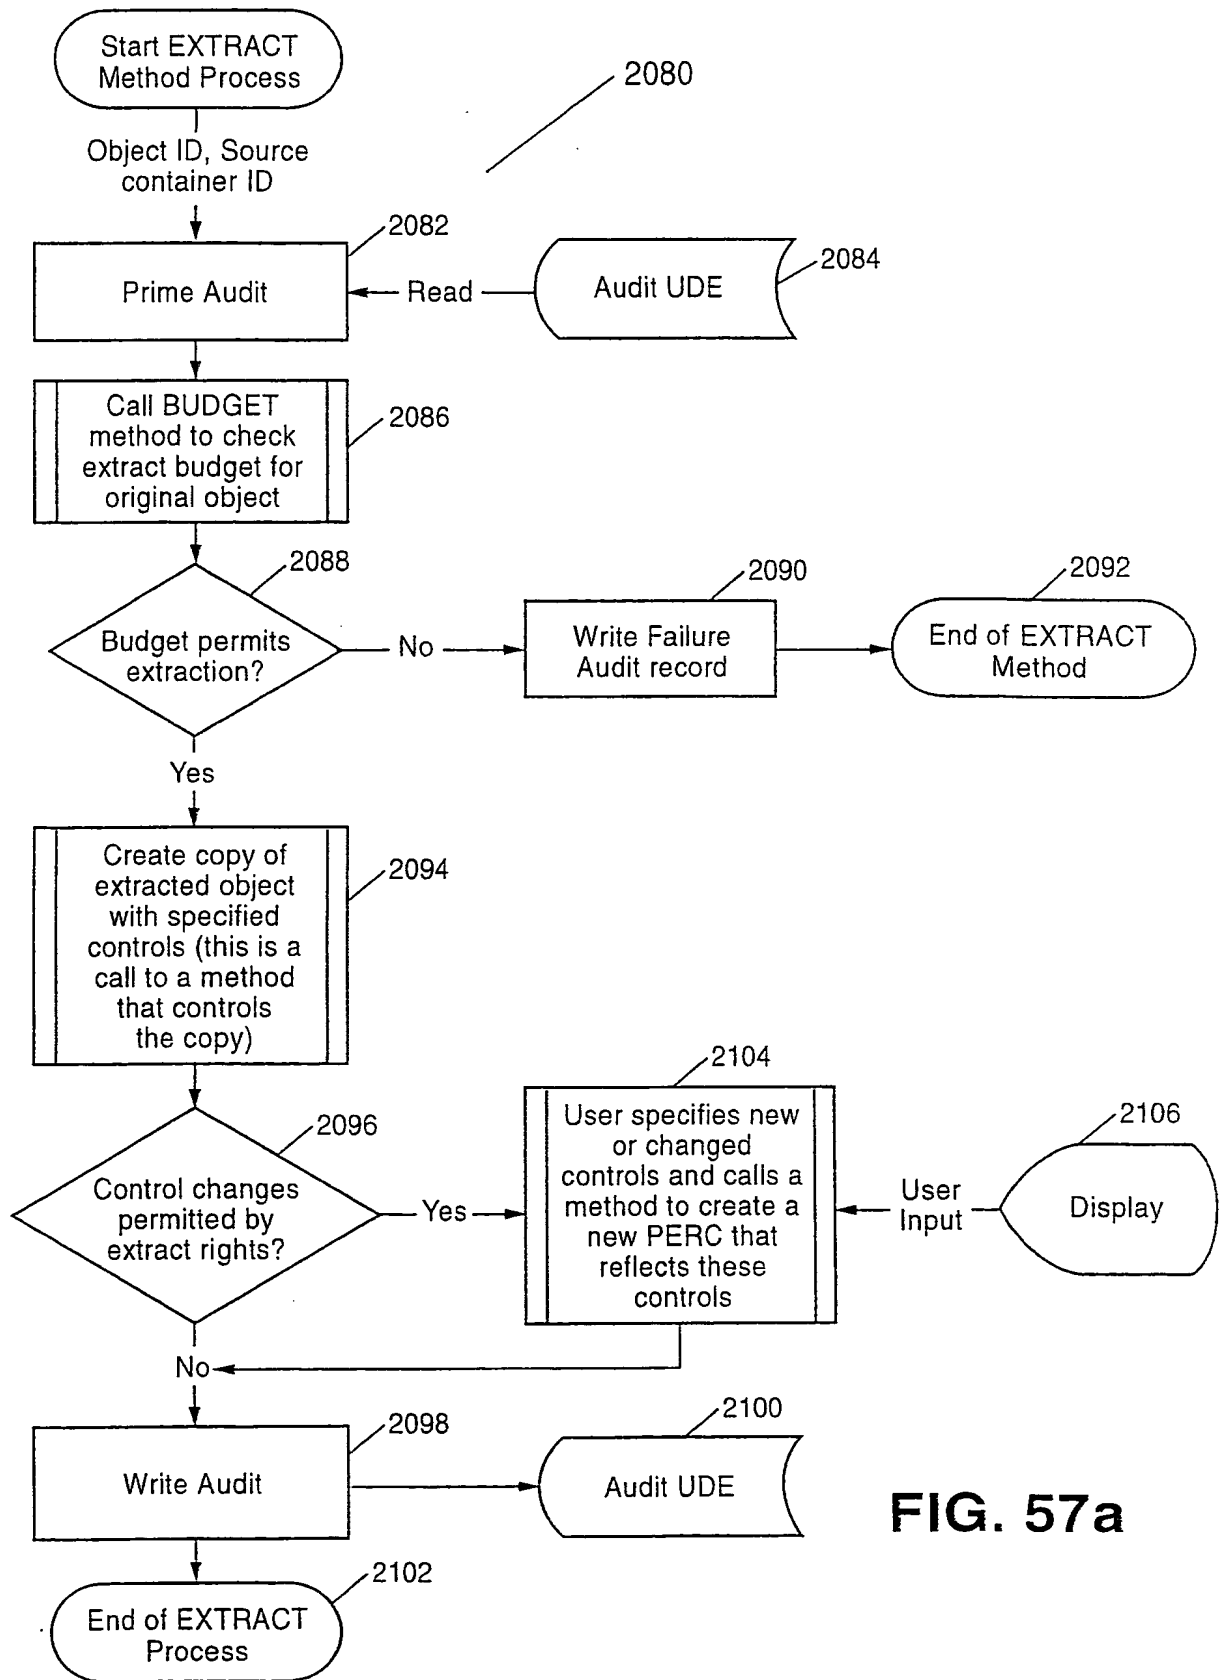 Start EXTRACT
Method Process
2080
Object ID, Source
container ID
2082
Prime Audit
Read
Audit UDE
2084
Call BUDGET
method to check
extract budget for
original object
2086
2088
Budget permits
extraction?
No
2090
Write Failure
Audit record
2092
End of EXTRACT
Method
Yes
Create copy of
extracted object
with specified
controls (this is a
call to a method
that controls
the copy)
2094
2096
Control changes
permitted by
extract rights?
Yes
2104
User specifies new
or changed
controls and calls a
method to create a
new PERC that
reflects these
controls
User
Input
2106
Display
No
2098
Write Audit
2100
Audit UDE
FIG. 57a
2102
End of EXTRACT
Process